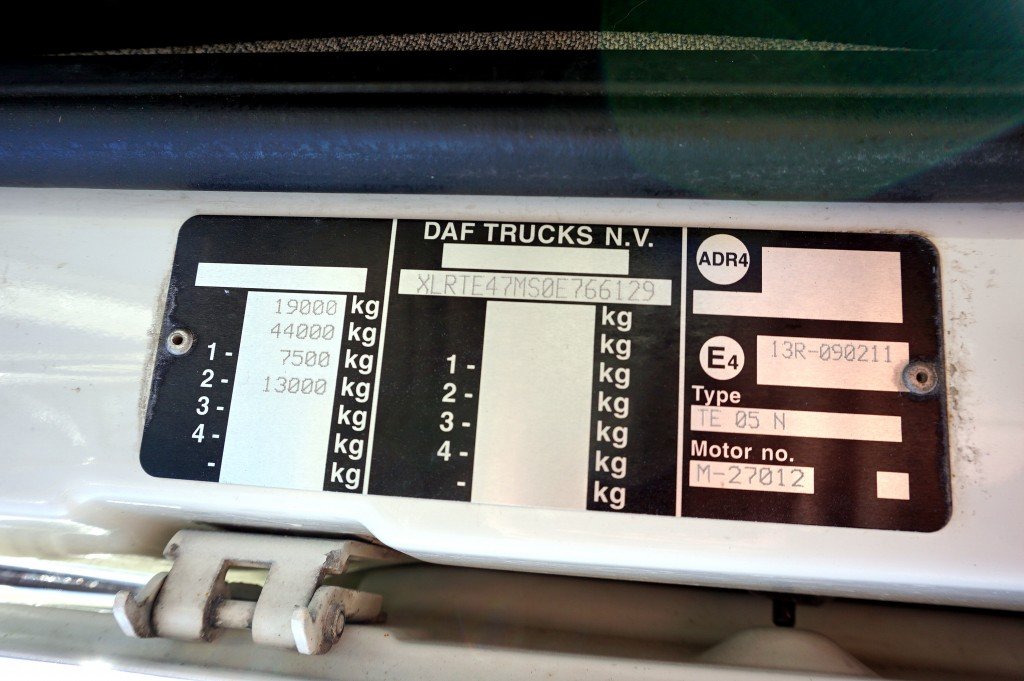 19000 kg
44000 kg
1- 7500 kg
2- 13000 kg
3- kg
4- kg
- kg
DAF TRUCKS N.V.
XLRTE47MS0E766129
kg
kg
1- kg
2- kg
3- kg
4- kg
- kg
ADR4
E4 13R-090211
Type
TE 05 N
Motor no.
M-27012